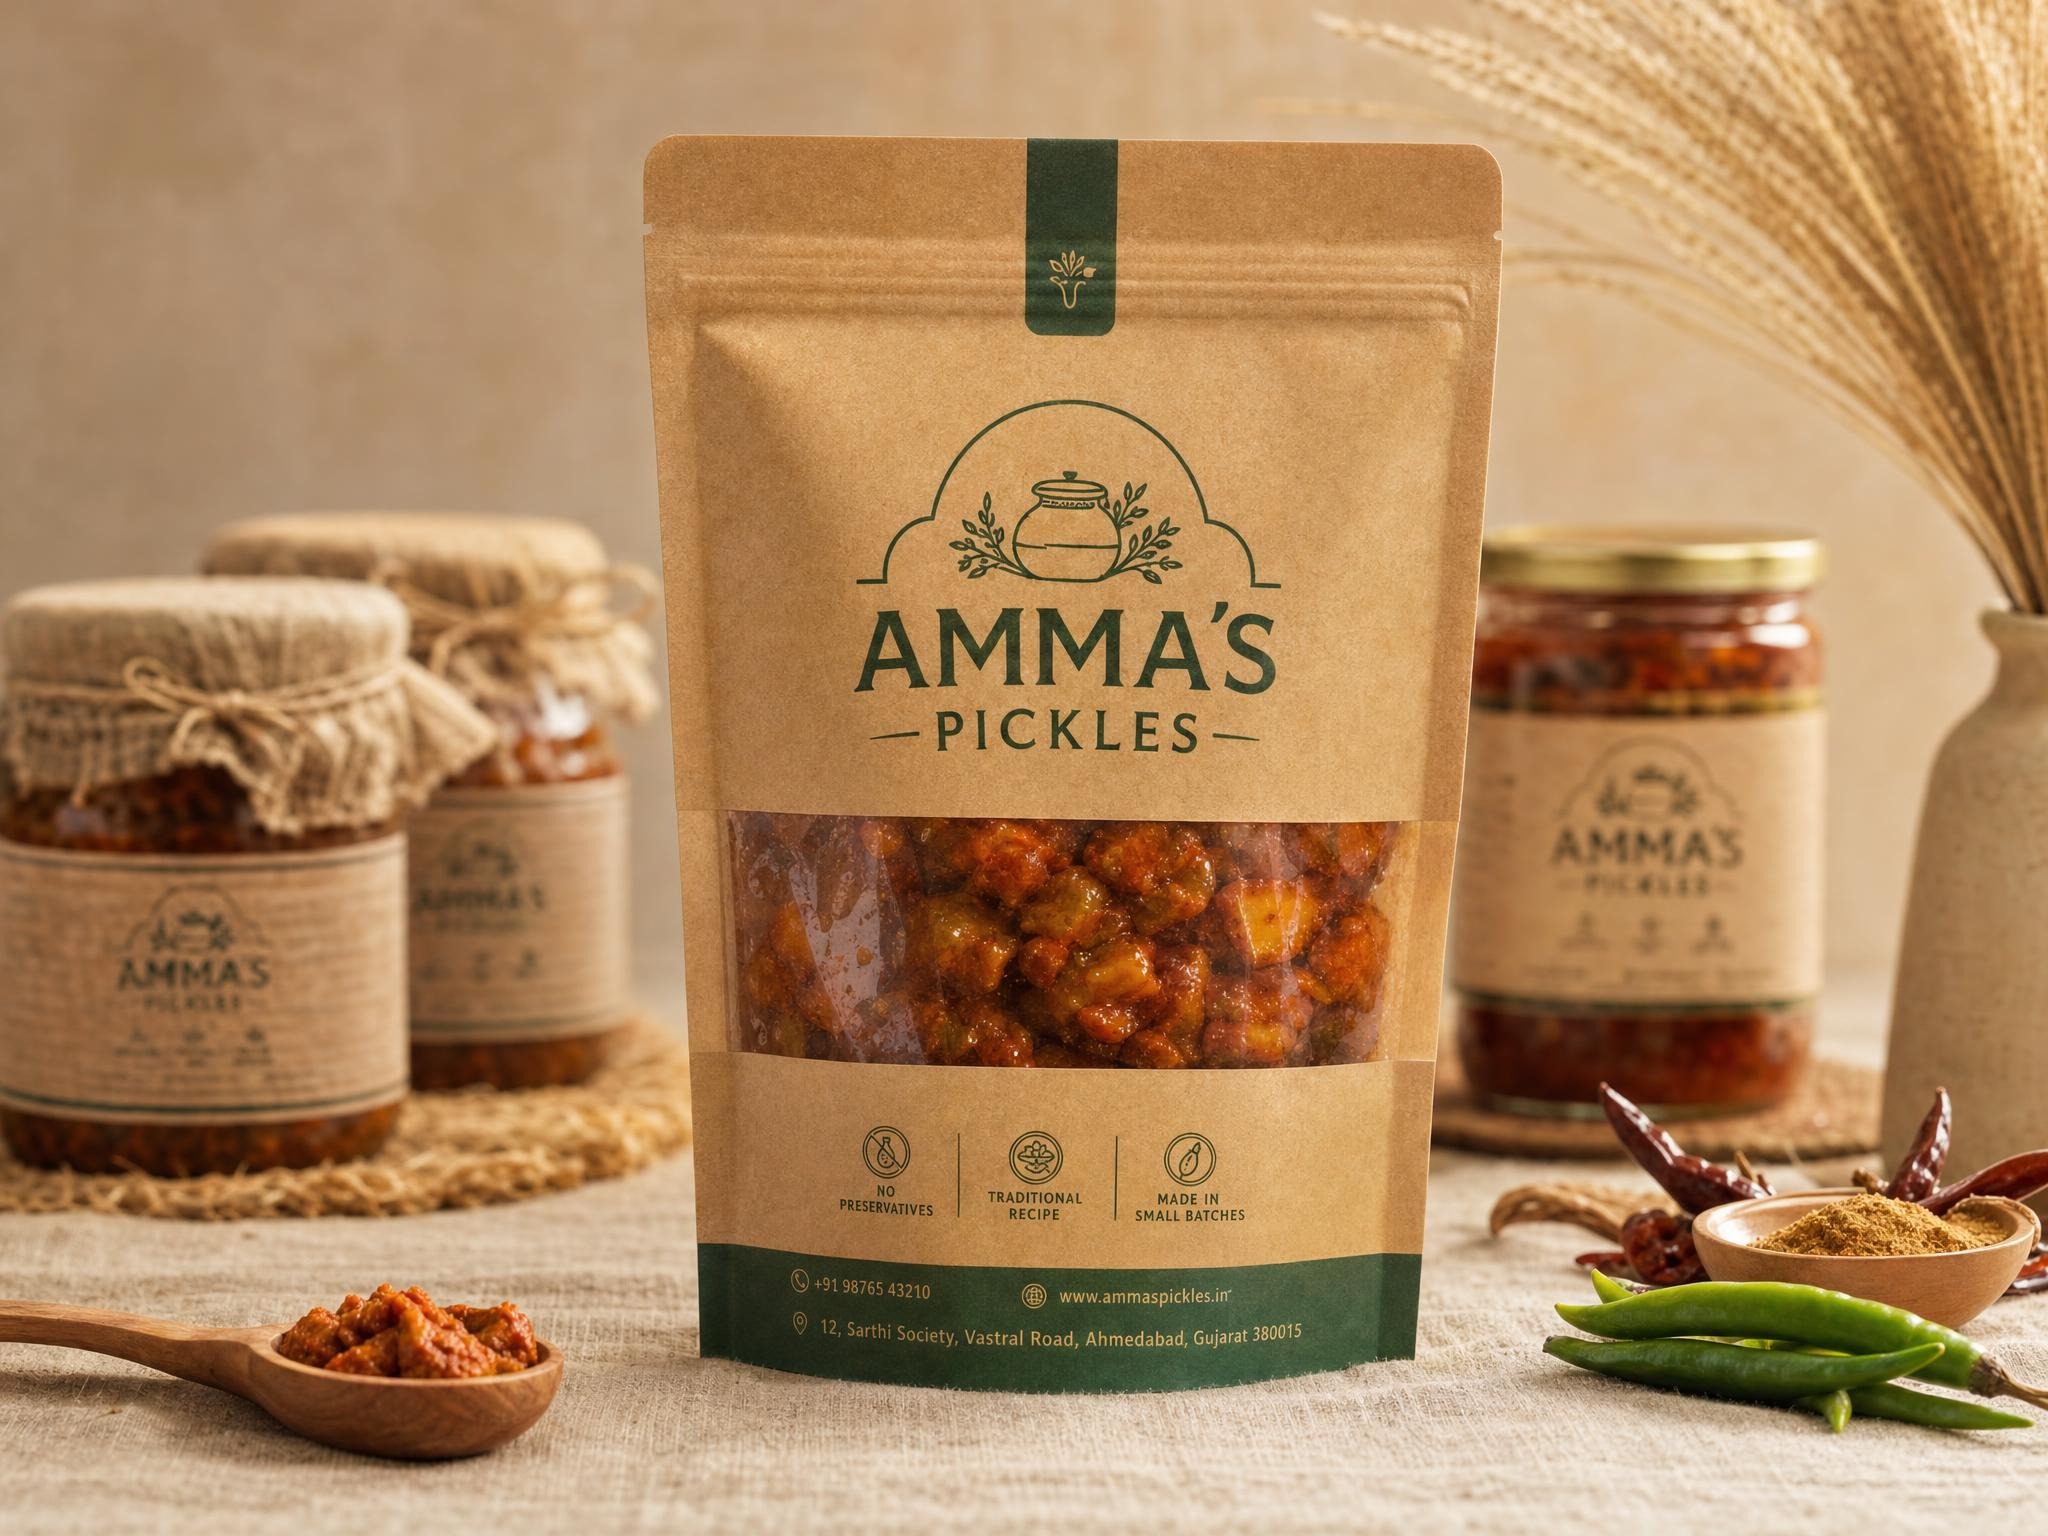 AMMA'S
PICKLES
NO
PRESERVATIVES
TRADITIONAL
RECIPE
MADE IN
SMALL BATCHES
+91 98765 43210
www.ammaspickles.in
12, Sarthi Society, Vastral Road, Ahmedabad, Gujarat 380015
AMMA'S
PICKLES
AMMA'S
PICKLES
AMMA'S
PICKLES